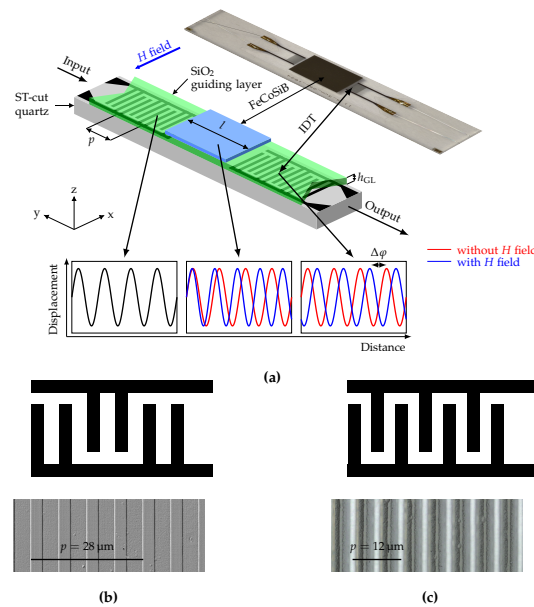 H field
Input
SiO2
guiding layer
FeCoSiB
ST-cut
quartz
IDT
l
p
hGL
Output
z
y
x
without H field
with H field
Δφ
Displacement
Distance
(a)
p = 28 µm
p = 12 µm
(b)
(c)